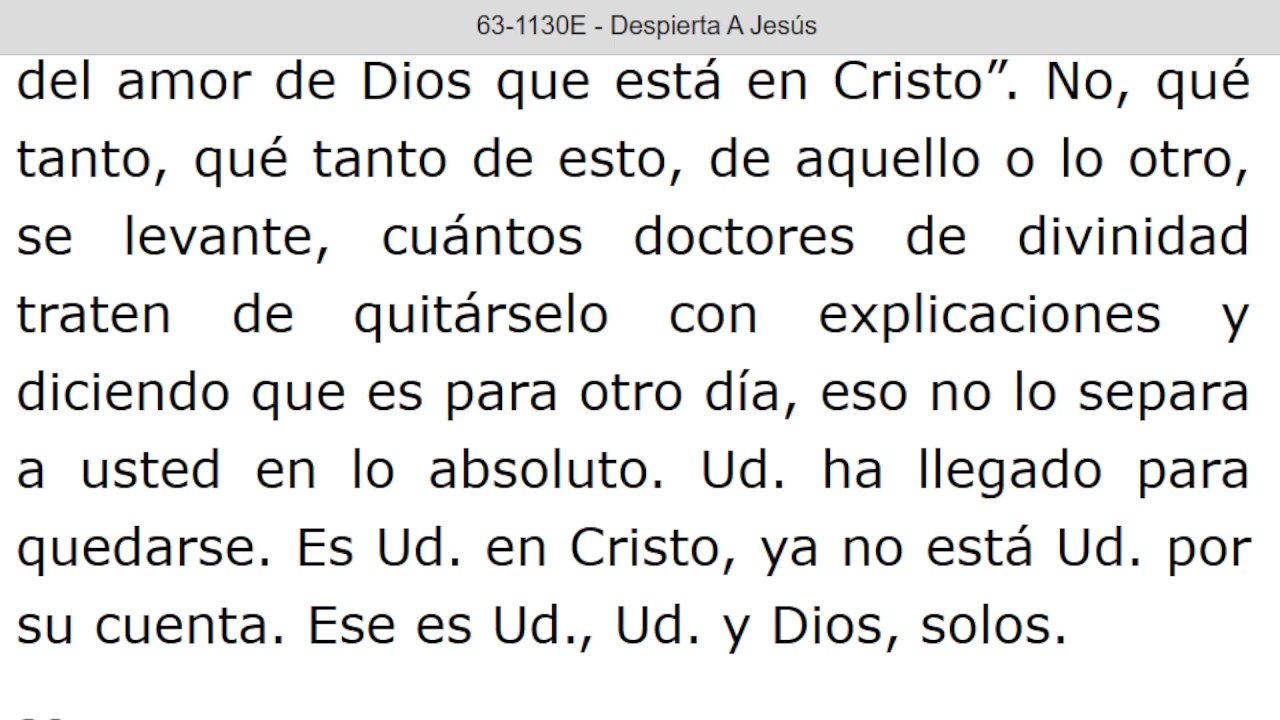 63-1130E - Despierta A Jesús
del amor de Dios que está en Cristo”. No, qué
tanto, qué tanto de esto, de aquello o lo otro,
se levante, cuántos doctores de divinidad
traten de quitárselo con explicaciones y
diciendo que es para otro día, eso no lo separa
a usted en lo absoluto. Ud. ha llegado para
quedarse. Es Ud. en Cristo, ya no está Ud. por
su cuenta. Ese es Ud., Ud. y Dios, solos.